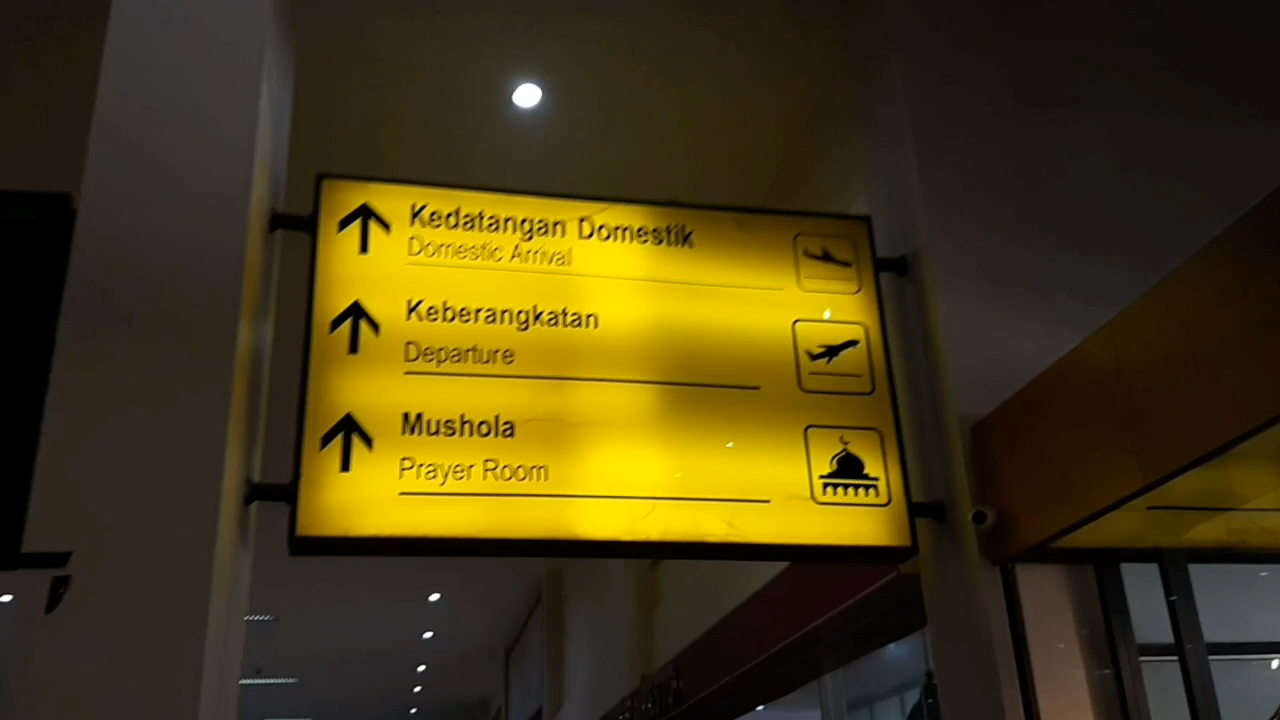 Kedatangan Domestik
Domestic Arrival
Keberangkatan
Departure
Mushola
Prayer Room